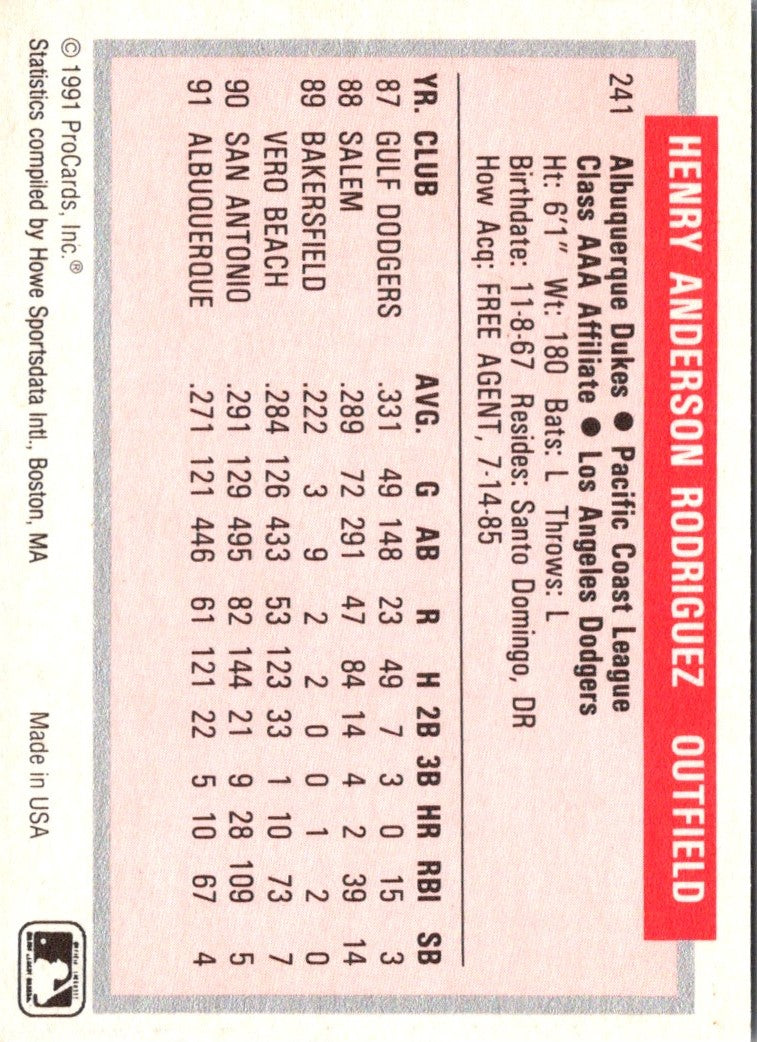 HENRY ANDERSON RODRIGUEZ OUTFIELD
241 Albuquerque Dukes ● Pacific Coast League
Class AAA Affiliate ● Los Angeles Dodgers
Ht: 6'1" Wt: 180 Bats: L Throws: L
Birthdate: 11-8-67 Resides: Santo Domingo, DR
How Acq: FREE AGENT, 7-14-85
YR. CLUB AVG. G AB R H 2B 3B HR RBI SB
87 GULF DODGERS .331 49 148 23 49 7 3 0 15 3
88 SALEM .289 72 291 47 84 14 4 2 39 14
89 BAKERSFIELD .222 3 9 2 2 0 0 1 2 0
VERO BEACH .284 126 433 53 123 33 1 10 73 7
90 SAN ANTONIO .291 129 495 82 144 21 9 28 109 5
91 ALBUQUERQUE .271 121 446 61 121 22 5 10 67 4
© 1991 ProCards, Inc.®
Statistics compiled by Howe Sportsdata Intl., Boston, MA Made in USA